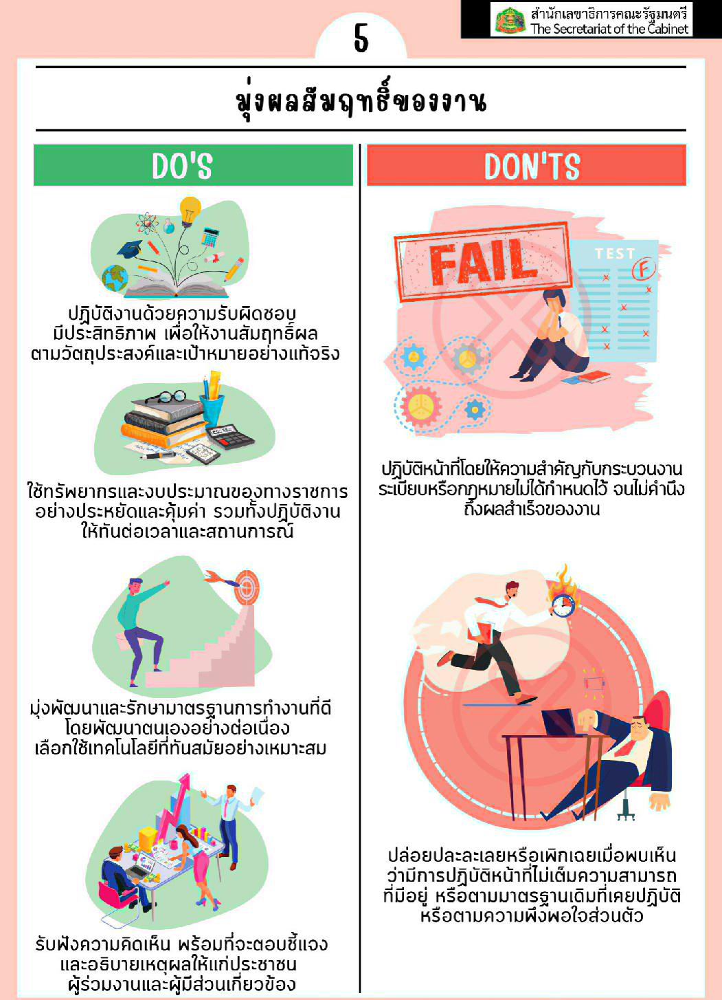 สำนักเลขาธิการคณะรัฐมนตรี
The Secretariat of the Cabinet
5
มุ่งผลสัมฤทธิ์ของงาน
DO'S
ปฏิบัติงานด้วยความรับผิดชอบ
มีประสิทธิภาพ เพื่อให้งานสัมฤทธิ์ผล
ตามวัตถุประสงค์และเป้าหมายอย่างแท้จริง
ใช้ทรัพยากรและงบประมาณของทางราชการ
อย่างประหยัดและคุ้มค่า รวมทั้งปฏิบัติงาน
ให้ทันต่อเวลาและสถานการณ์
มุ่งพัฒนาและรักษามาตรฐานการทำงานที่ดี
โดยพัฒนาตนเองอย่างต่อเนื่อง
เลือกใช้เทคโนโลยีที่ทันสมัยอย่างเหมาะสม
รับฟังความคิดเห็น พร้อมที่จะตอบชี้แจง
และอธิบายเหตุผลให้แก่ประชาชน
ผู้ร่วมงานและผู้มีส่วนเกี่ยวข้อง
DON'TS
FAIL
TEST
F
ปฏิบัติหน้าที่โดยให้ความสำคัญกับกระบวนงาน
ระเบียบหรือกฎหมายไม่ได้กำหนดไว้ จนไม่คำนึง
ถึงผลสำเร็จของงาน
ปล่อยปละละเลยหรือเพิกเฉยเมื่อพบเห็น
ว่ามีการปฏิบัติหน้าที่ไม่เต็มความสามารถ
ที่มีอยู่ หรือตามมาตรฐานเดิมที่เคยปฏิบัติ
หรือตามความพึงพอใจส่วนตัว